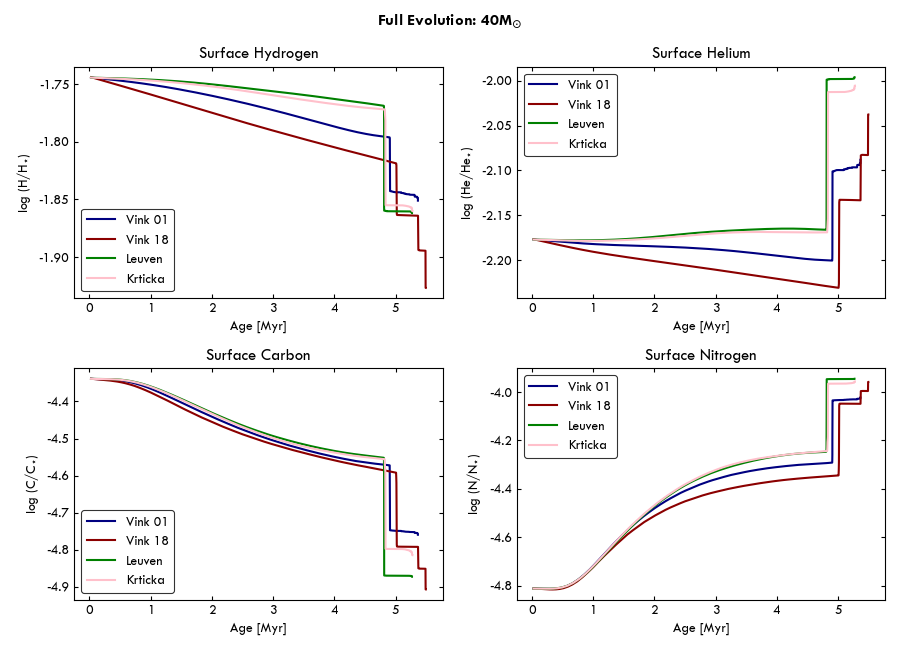 Full Evolution: 40M⊙
Surface Hydrogen
log (H/H⋆)
-1.75
-1.80
-1.85
-1.90
Vink 01
Vink 18
Leuven
Krticka
0 1 2 3 4 5
Age [Myr]
Surface Helium
log (He/He⋆)
-2.00
-2.05
-2.10
-2.15
-2.20
Vink 01
Vink 18
Leuven
Krticka
0 1 2 3 4 5
Age [Myr]
Surface Carbon
log (C/C⋆)
-4.4
-4.5
-4.6
-4.7
-4.8
-4.9
Vink 01
Vink 18
Leuven
Krticka
0 1 2 3 4 5
Age [Myr]
Surface Nitrogen
log (N/N⋆)
-4.0
-4.2
-4.4
-4.6
-4.8
Vink 01
Vink 18
Leuven
Krticka
0 1 2 3 4 5
Age [Myr]